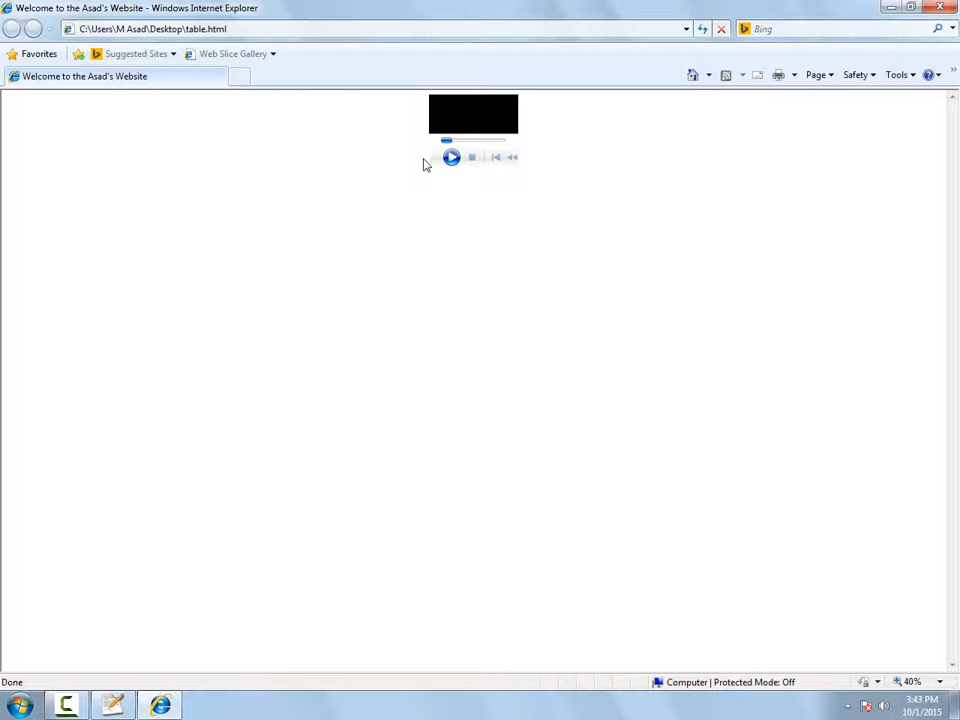 Welcome to the Asad's Website - Windows Internet Explorer
C:\Users\M Asad\Desktop\table.html
Bing
Favorites
Suggested Sites
Web Slice Gallery
Welcome to the Asad's Website
Page
Safety
Tools
Done
Computer | Protected Mode: Off
40%
3:43 PM
10/1/2015